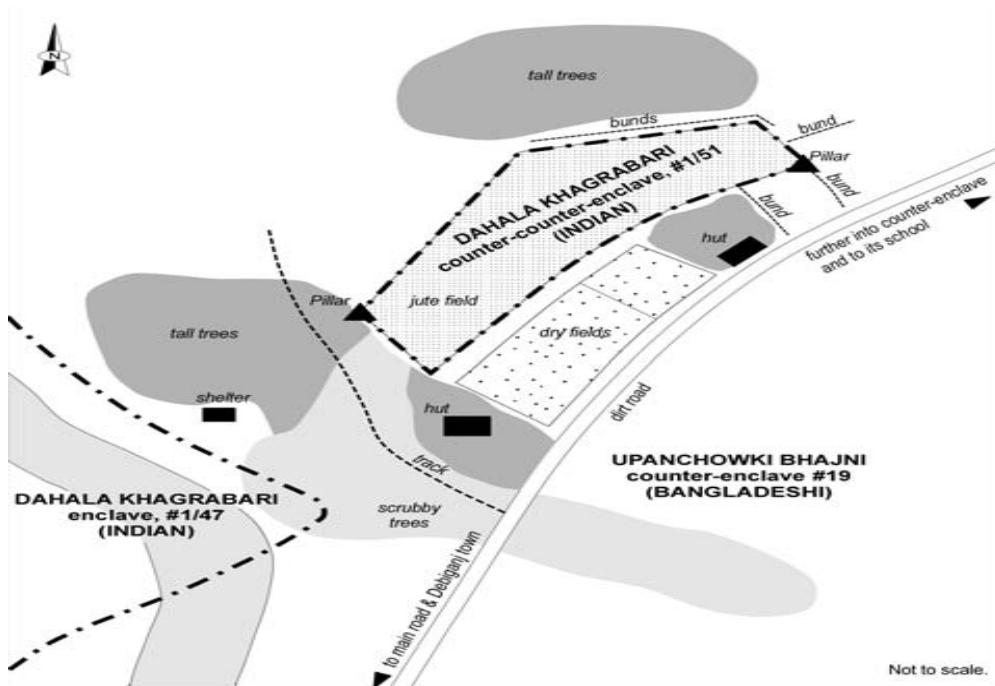 N
tall trees
bunds
bund
Pillar
bund
DAHALA KHAGRABARI
counter-counter-enclave, #1/51
(INDIAN)
bund
hut
further into counter-enclave
and to its school
Pillar
jute field
tall trees
dry fields
shelter
hut
dirt road
track
UPANCHOWKI BHAJNI
counter-enclave #19
(BANGLADESHI)
DAHALA KHAGRABARI
enclave, #1/47
(INDIAN)
scrubby
trees
to main road & Debiganj town
Not to scale.